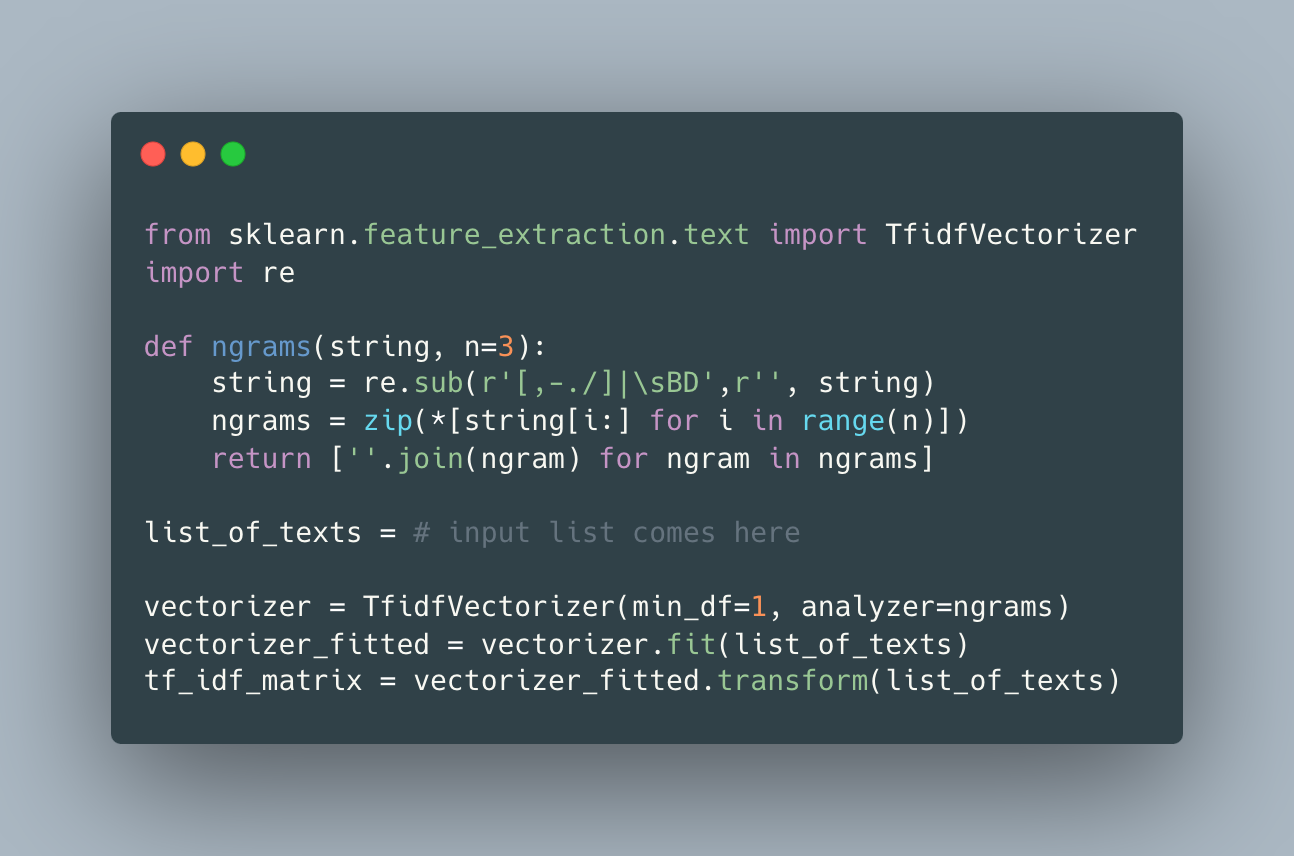 from sklearn.feature_extraction.text import TfidfVectorizer
import re
def ngrams(string, n=3):
    string = re.sub(r'[,-./]|\sBD',r'', string)
    ngrams = zip(*[string[i:] for i in range(n)])
    return [''.join(ngram) for ngram in ngrams]
list_of_texts = # input list comes here
vectorizer = TfidfVectorizer(min_df=1, analyzer=ngrams)
vectorizer_fitted = vectorizer.fit(list_of_texts)
tf_idf_matrix = vectorizer_fitted.transform(list_of_texts)